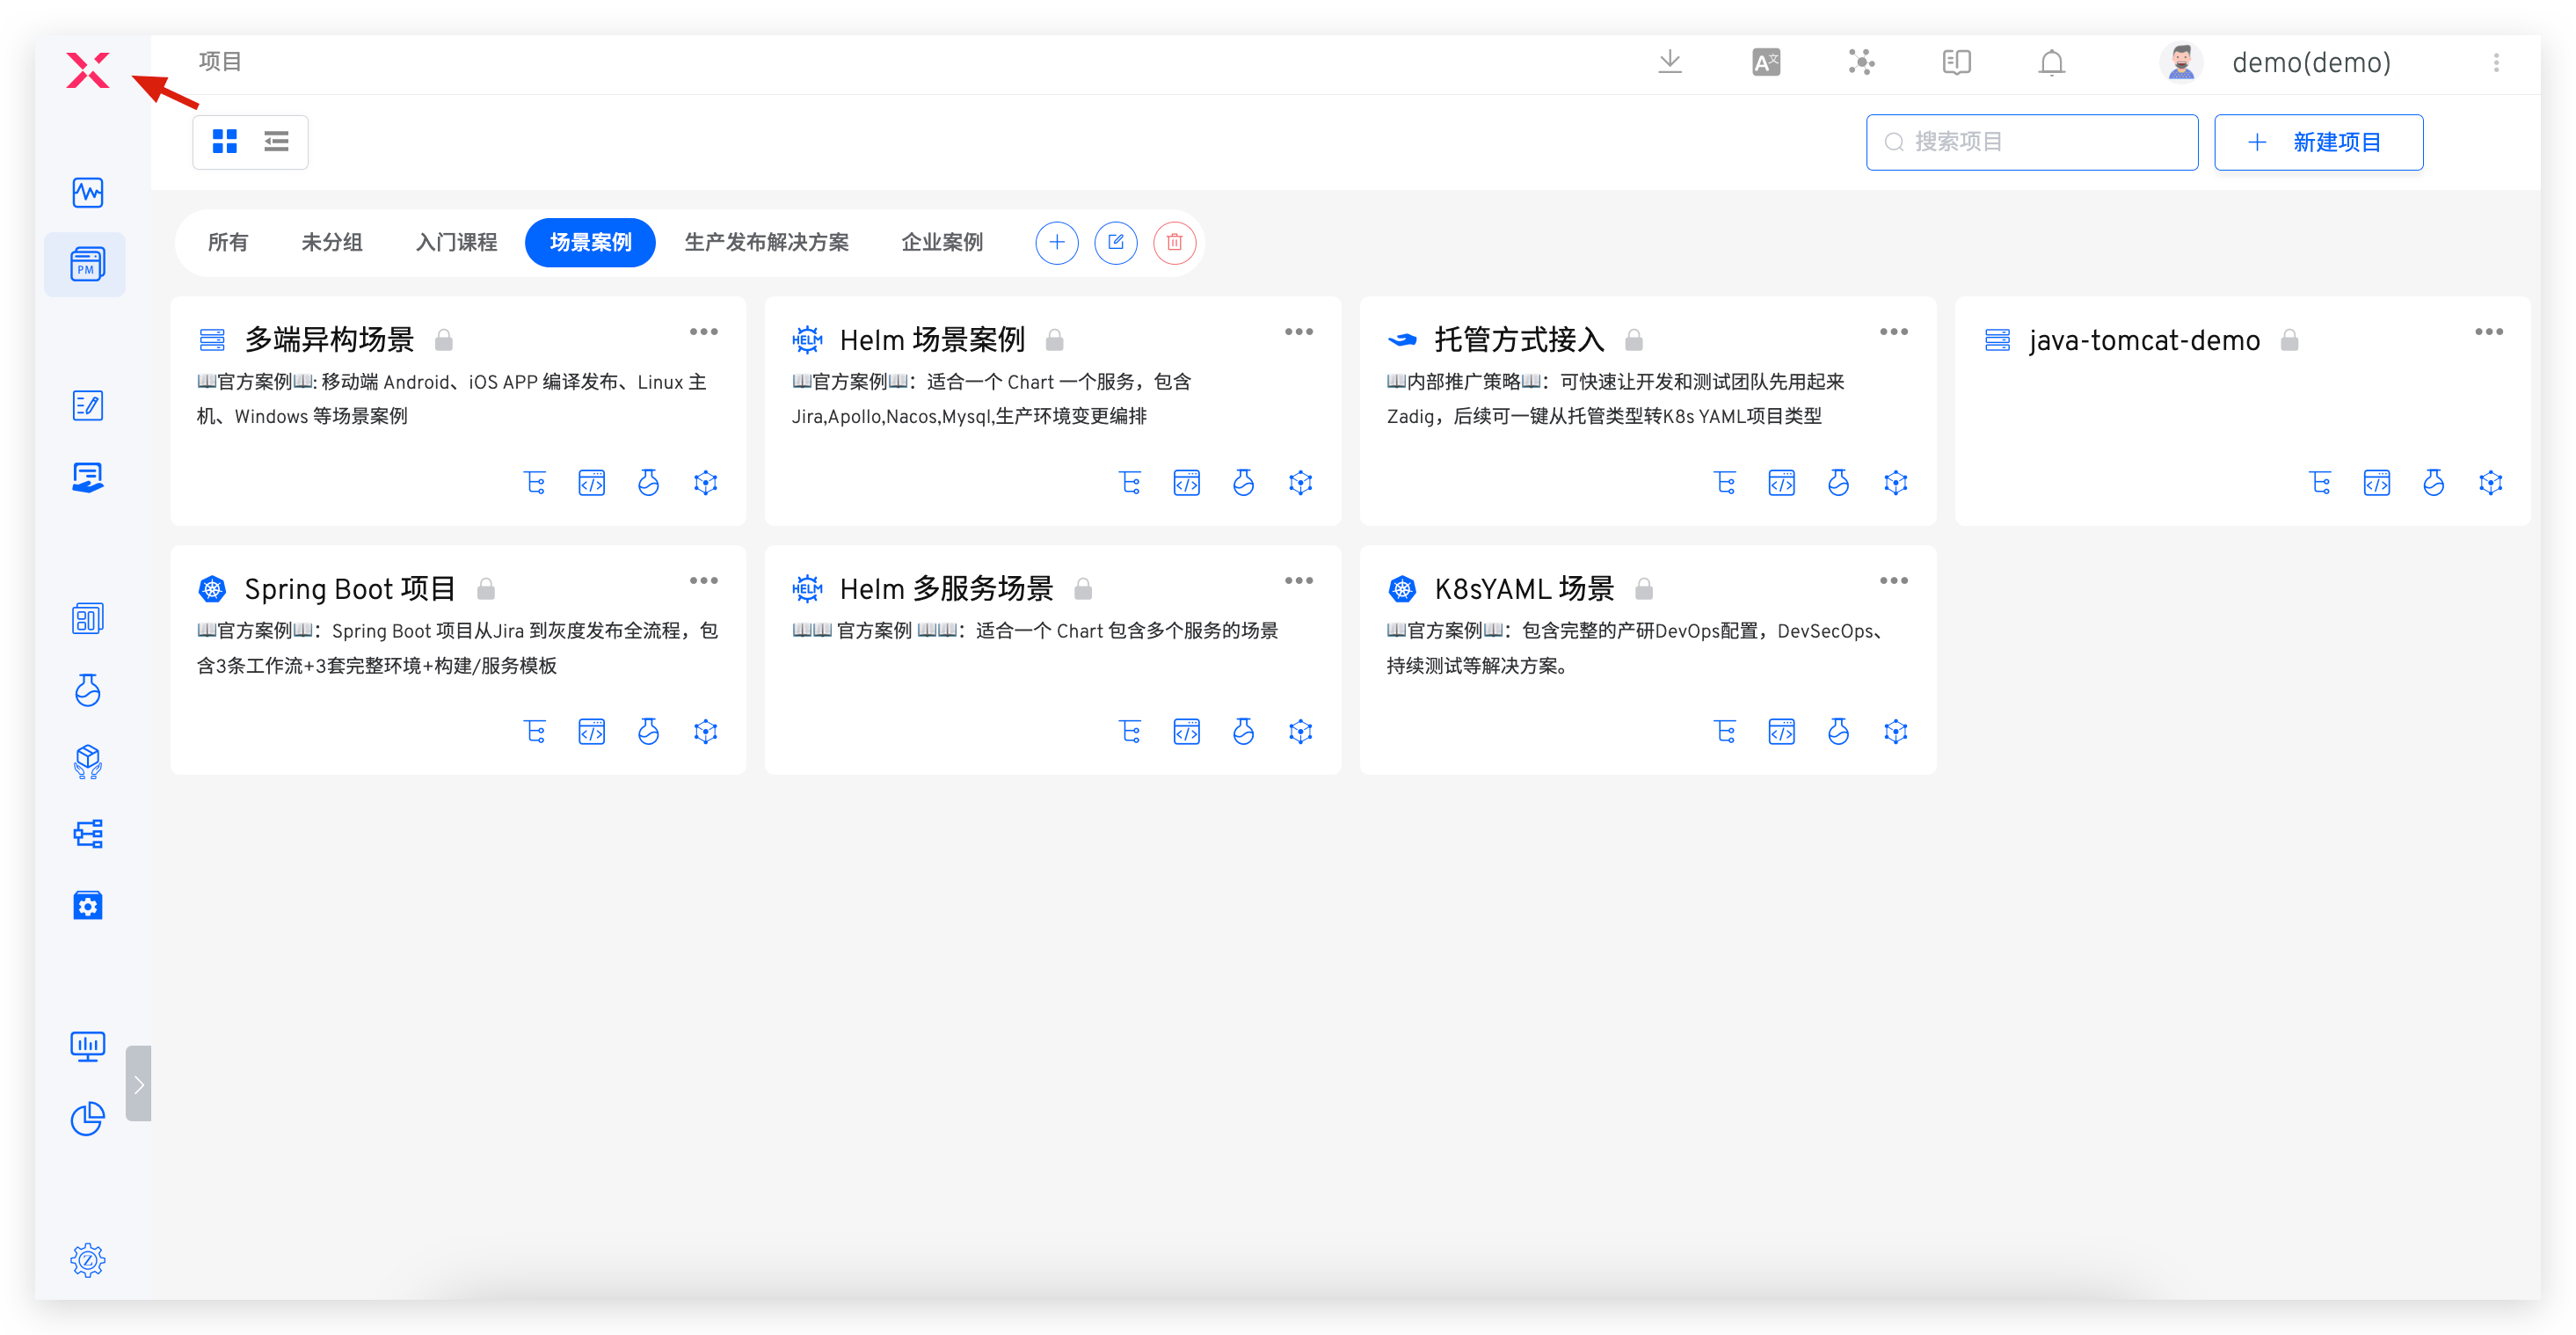 项目
A文
demo(demo)
搜索项目
新建项目
所有 未分组 入门课程 场景案例 生产发布解决方案 企业案例
PM
多端异构场景
📖官方案例📖: 移动端 Android、iOS APP 编译发布、Linux 主
机、Windows 等场景案例
HELM
Helm 场景案例
📖官方案例📖：适合一个 Chart 一个服务，包含
Jira,Apollo,Nacos,Mysql,生产环境变更编排
托管方式接入
📖内部推广策略📖：可快速让开发和测试团队先用起来
Zadig，后续可一键从托管类型转K8s YAML项目类型
java-tomcat-demo
Spring Boot 项目
📖官方案例📖：Spring Boot 项目从Jira 到灰度发布全流程，包
含3条工作流+3套完整环境+构建/服务模板
HELM
Helm 多服务场景
📖📖 官方案例 📖📖：适合一个 Chart 包含多个服务的场景
K8sYAML 场景
📖官方案例📖：包含完整的产研DevOps配置，DevSecOps、
持续测试等解决方案。
Z